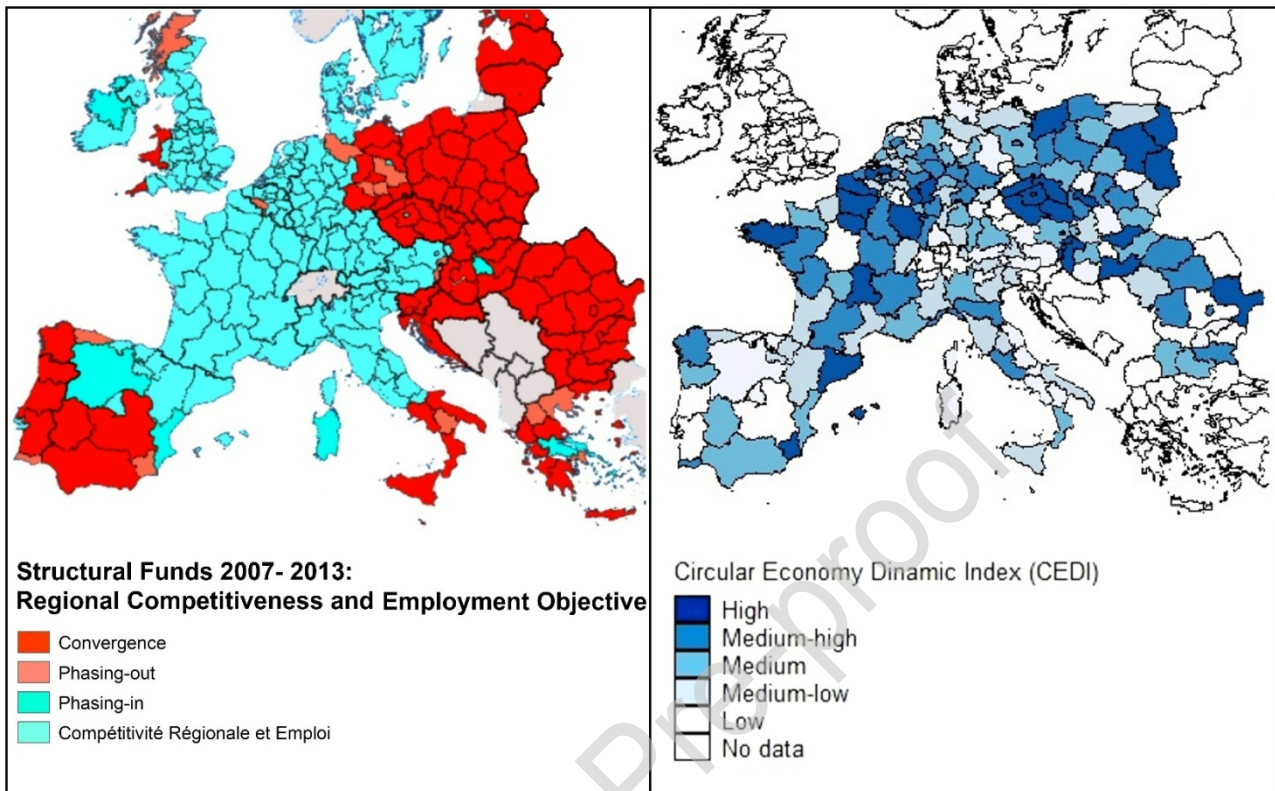 Structural Funds 2007- 2013:
Regional Competitiveness and Employment Objective
Convergence
Phasing-out
Phasing-in
Compétitivité Régionale et Emploi
Circular Economy Dinamic Index (CEDI)
High
Medium-high
Medium
Medium-low
Low
No data
Pre-proof